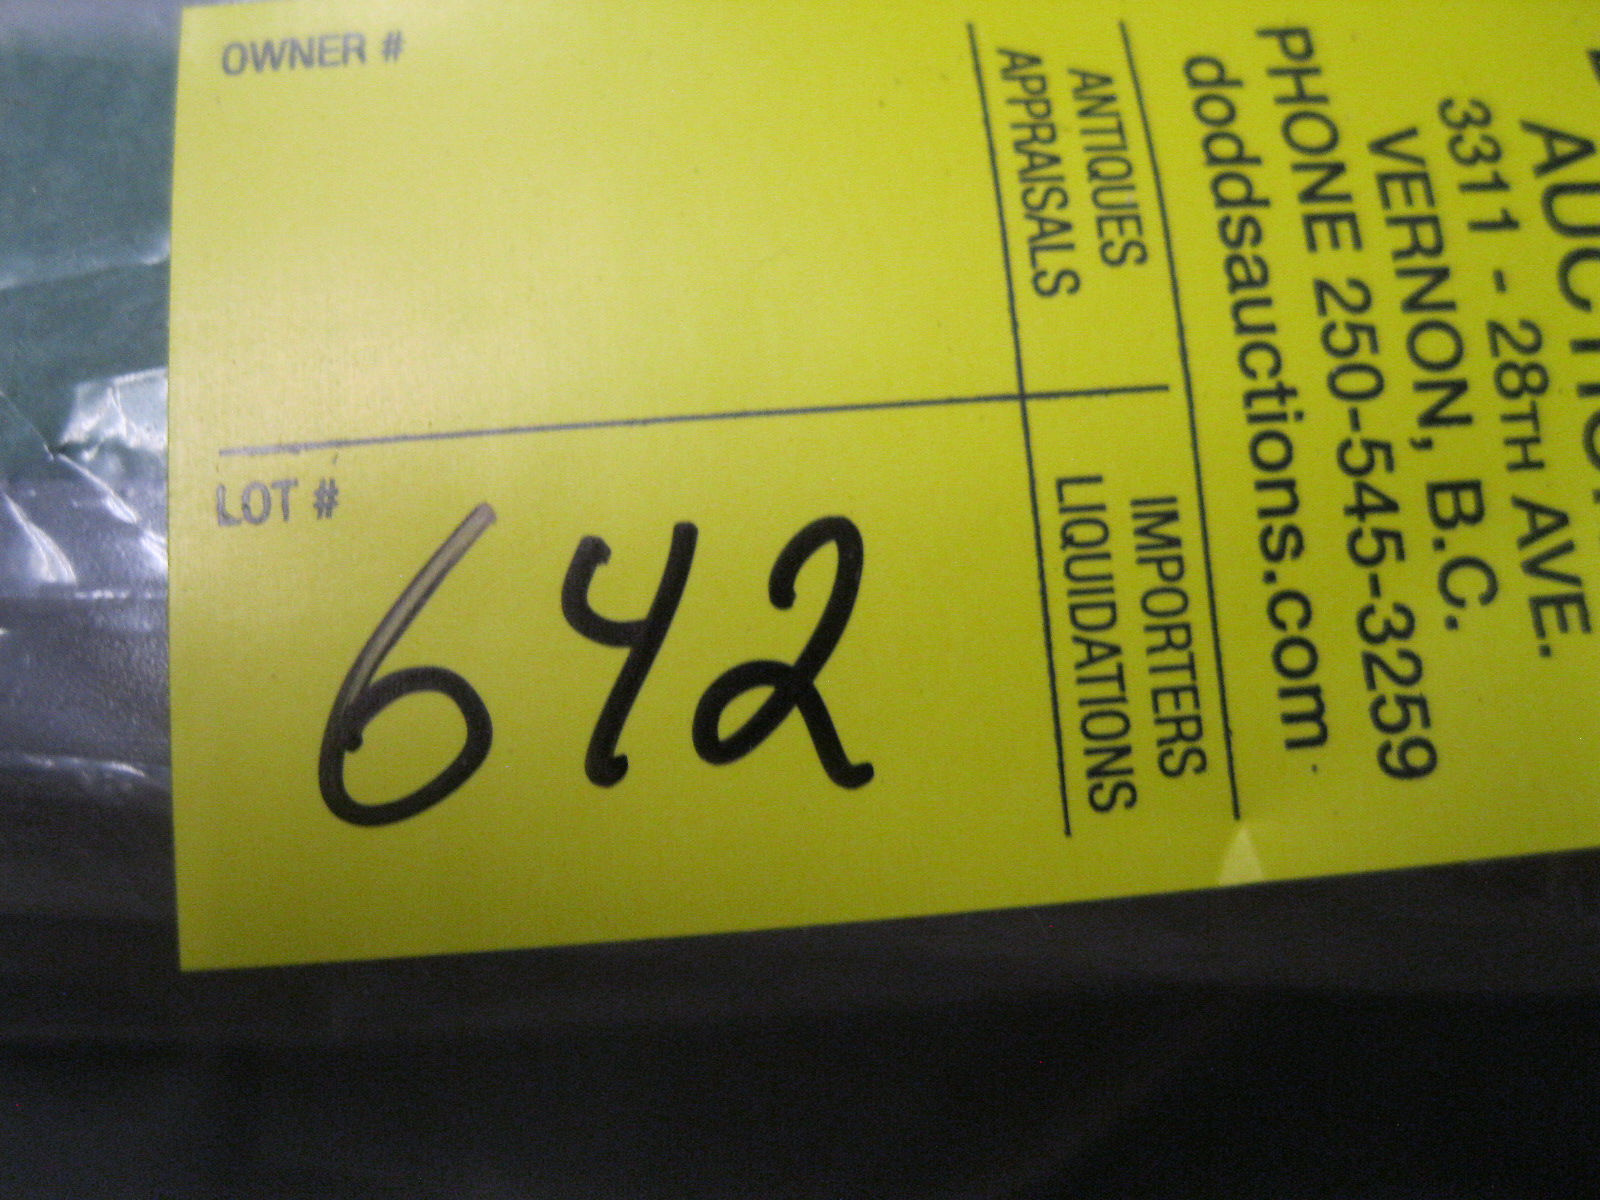 OWNER #
LOT #
642
ANTIQUES
APPRAISALS
IMPORTERS
LIQUIDATIONS
3311 - 28TH AVE.
VERNON, B.C.
PHONE 250-545-3259
doddsauctions.com